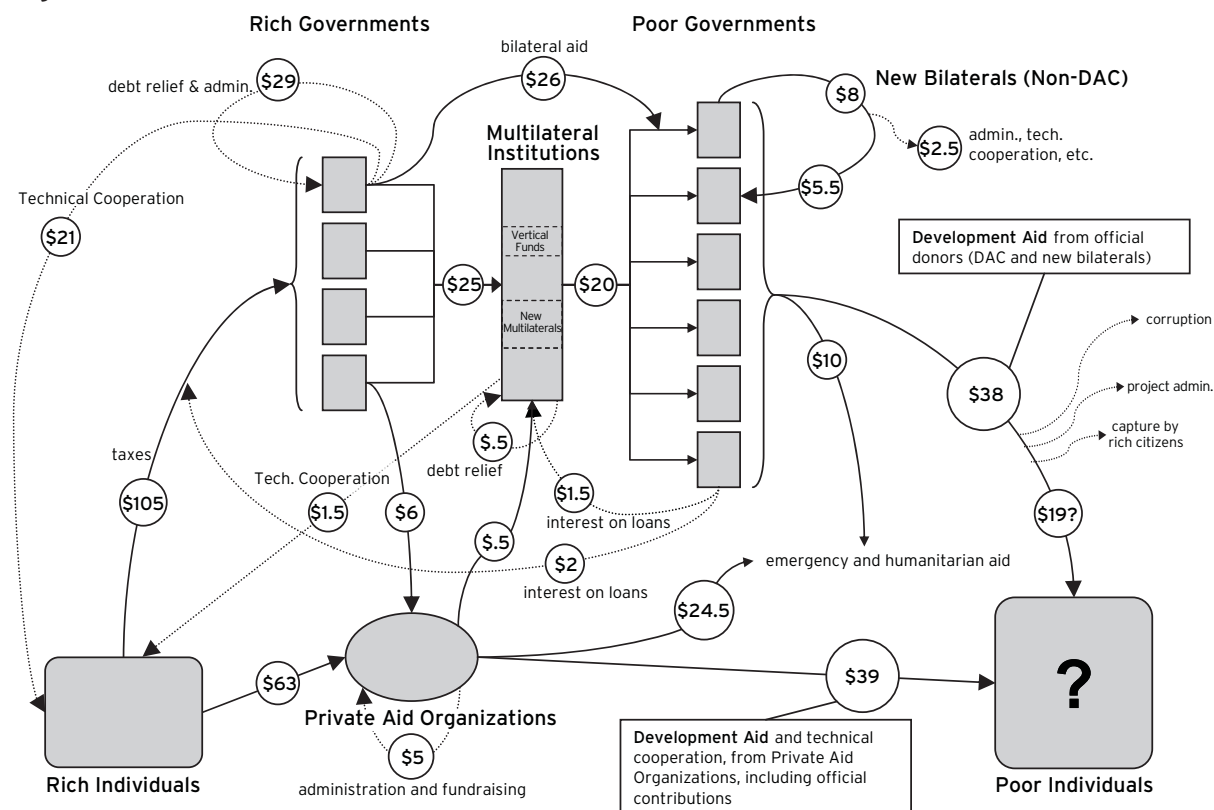 Rich Governments
Poor Governments
bilateral aid
$26
$29
debt relief & admin.
$8
New Bilaterals (Non-DAC)
$2.5
admin., tech.
cooperation, etc.
$5.5
Multilateral
Institutions
Technical Cooperation
$21
Vertical
Funds
$25
$20
New
Multilaterals
Development Aid from official
donors (DAC and new bilaterals)
corruption
$10
$38
project admin.
capture by
rich citizens
$.5
debt relief
taxes
$105
Tech. Cooperation
$1.5
$6
$1.5
interest on loans
$19?
$.5
$2
interest on loans
emergency and humanitarian aid
$24.5
$63
$39
?
Private Aid Organizations
$5
administration and fundraising
Development Aid and technical
cooperation, from Private Aid
Organizations, including official
contributions
Rich Individuals
Poor Individuals